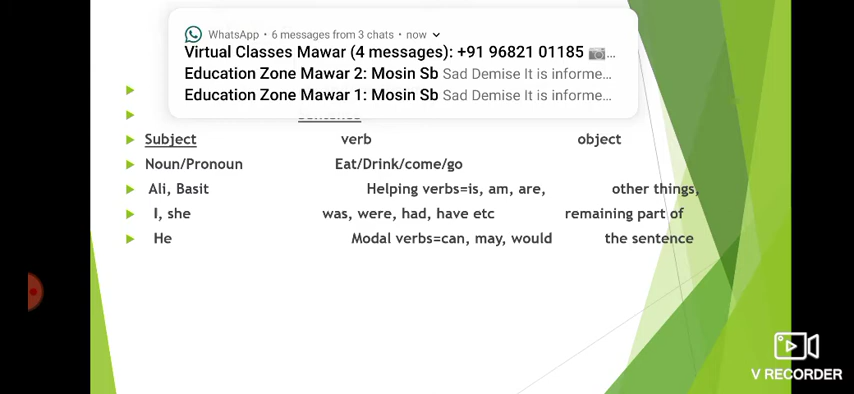 WhatsApp • 6 messages from 3 chats • now
Virtual Classes Mawar (4 messages): +91 96821 01185 📷...
Education Zone Mawar 2: Mosin Sb Sad Demise It is informe...
Education Zone Mawar 1: Mosin Sb Sad Demise It is informe...
Subject verb object
Noun/Pronoun Eat/Drink/come/go
Ali, Basit Helping verbs=is, am, are, other things,
I, she was, were, had, have etc remaining part of
He Modal verbs=can, may, would the sentence
V RECORDER